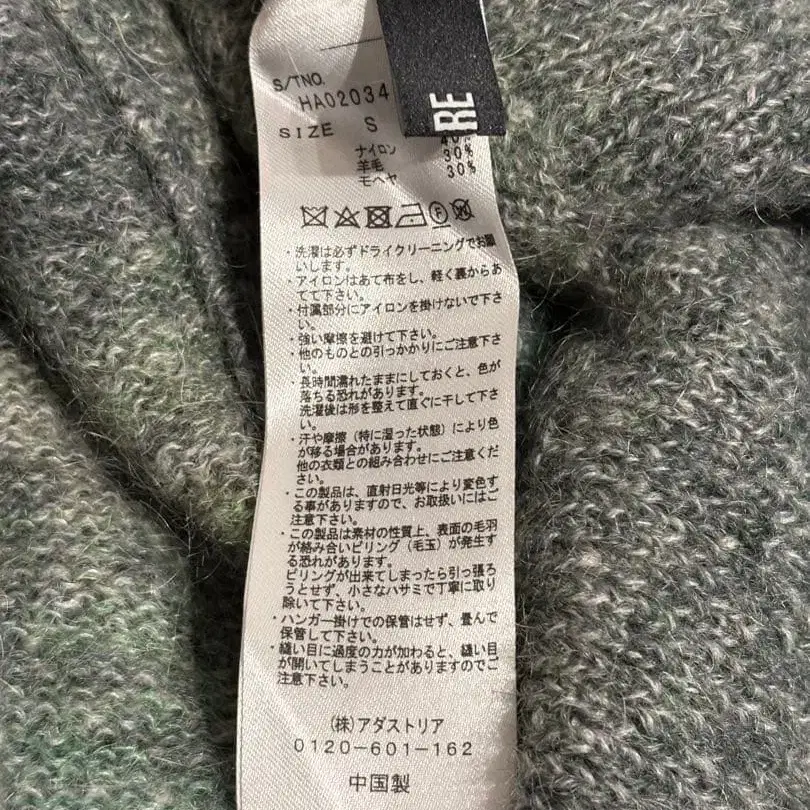 S/TNO.
HA02034
SIZE S
RE
ナイロン 30%
羊毛 30%
モヘヤ
・洗濯は必ずドライクリーニングでお願
いします。
・アイロンはあて布をし、軽く裏からあ
てて下さい。
・付属部分にアイロンを掛けないで下さ
い。
・強い摩擦を避けて下さい。
・他のものとの引っかかりにご注意下さ
い。
・長時間濡れたままにしておくと、色が
落ちる恐れがあります。
洗濯後は形を整えて直ぐに干して下さ
い。
・汗や摩擦（特に湿った状態）により色
が移る場合があります。
他の衣類との組み合わせにご注意くだ
さい。
・この製品は、直射日光等により変色す
る事がありますので、お取扱いにはご
注意下さい。
・この製品は素材の性質上、表面の毛羽
が絡み合いピリング（毛玉）が発生す
る恐れがあります。
ピリングが出来てしまったら引っ張ろ
うとせず、小さなハサミで丁寧に取り
除いて下さい。
・ハンガー掛けでの保管はせず、畳んで
保管して下さい。
・縫い目に過度の力が加わると、縫い目
が開いてしまうことがありますのでご
注意下さい。
(株)アダストリア
0120-601-162
中国製